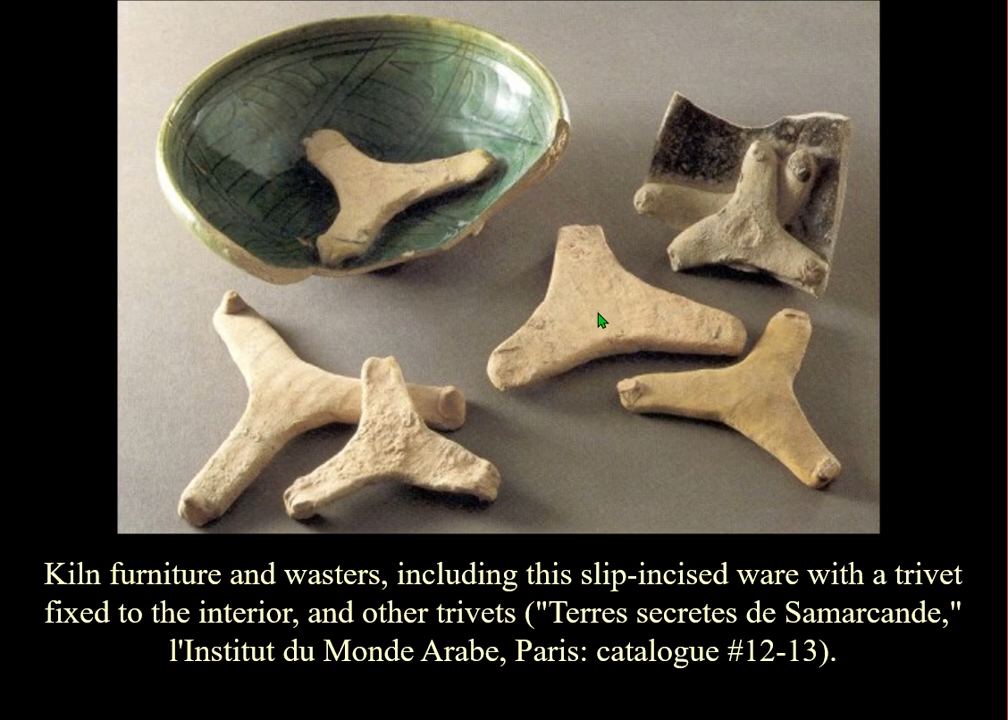 Kiln furniture and wasters, including this slip-incised ware with a trivet
fixed to the interior, and other trivets ("Terres secretes de Samarcande,"
l'Institut du Monde Arabe, Paris: catalogue #12-13).